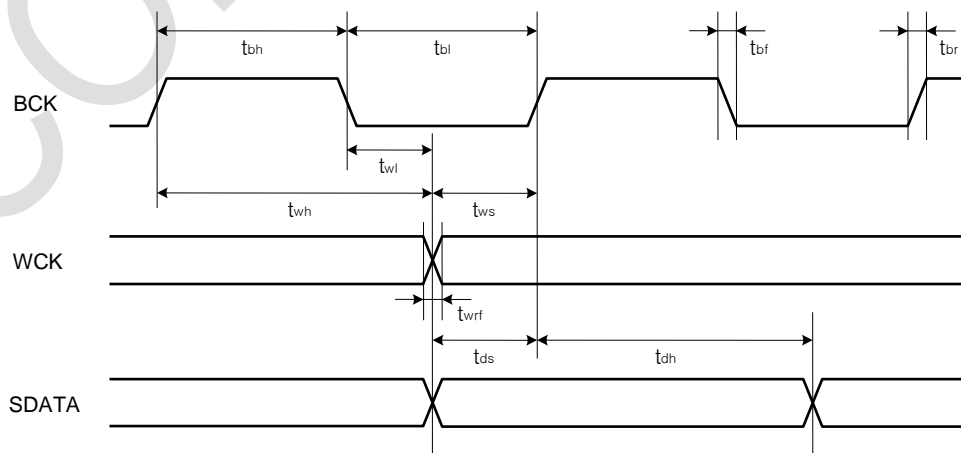 tbh tbl tbf tbr
BCK
twl
twh tws
WCK
twrf
tds tdh
SDATA